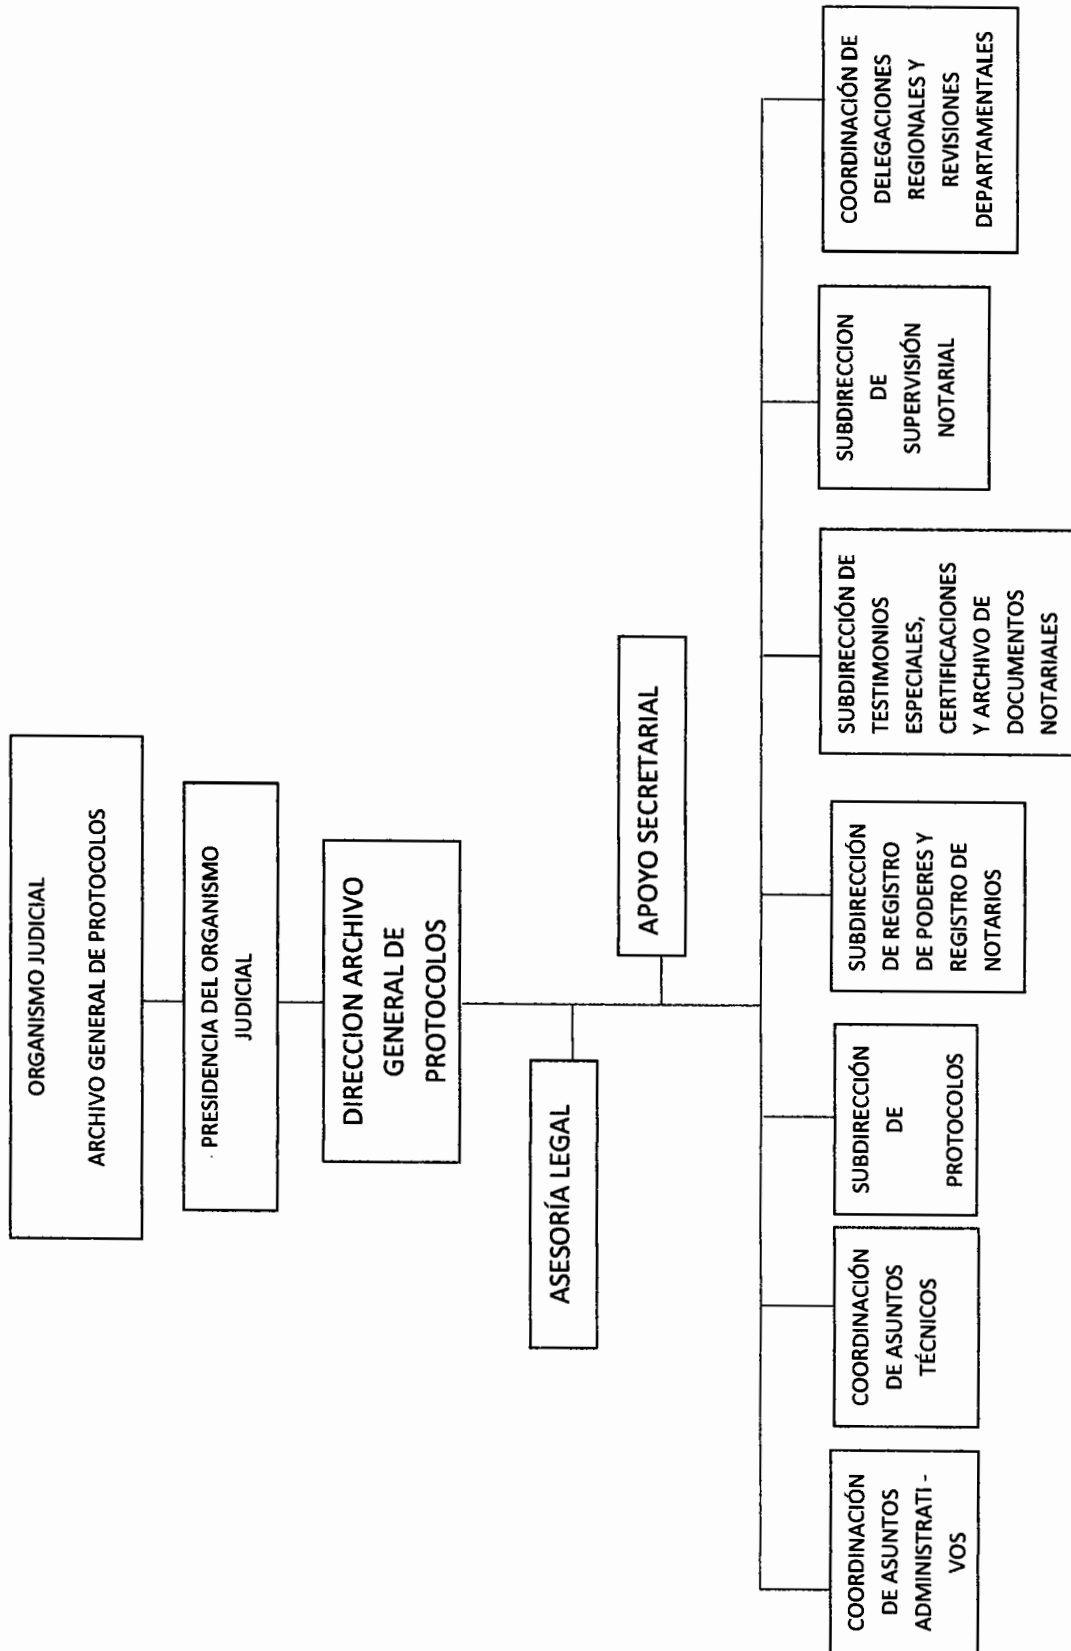 ORGANISMO JUDICIAL
ARCHIVO GENERAL DE PROTOCOLOS
PRESIDENCIA DEL ORGANISMO
JUDICIAL
DIRECCION ARCHIVO
GENERAL DE
PROTOCOLOS
ASESORÍA LEGAL
APOYO SECRETARIAL
COORDINACIÓN
DE ASUNTOS
ADMINISTRATI -
VOS
COORDINACIÓN
DE ASUNTOS
TÉCNICOS
SUBDIRECCIÓN
DE
PROTOCOLOS
SUBDIRECCIÓN
DE REGISTRO
DE PODERES Y
REGISTRO DE
NOTARIOS
SUBDIRECCIÓN DE
TESTIMONIOS
ESPECIALES,
CERTIFICACIONES
Y ARCHIVO DE
DOCUMENTOS
NOTARIALES
SUBDIRECCION
DE
SUPERVISIÓN
NOTARIAL
COORDINACIÓN DE
DELEGACIONES
REGIONALES Y
REVISIONES
DEPARTAMENTALES